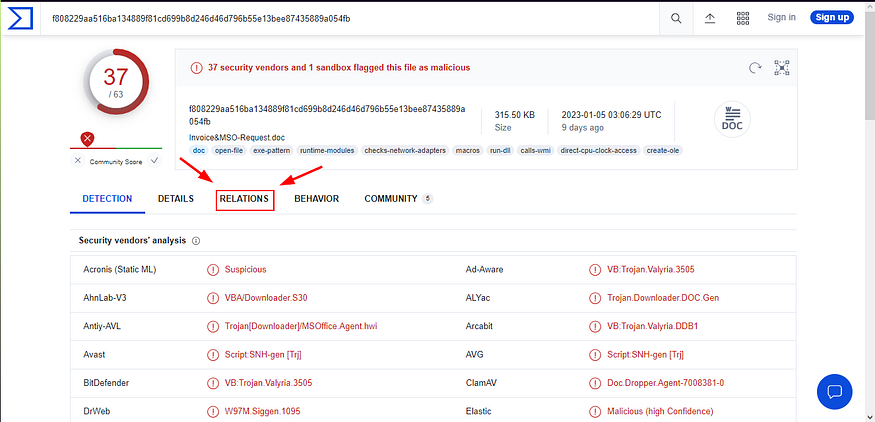 f808229aa516ba134889f81cd699b8d246d46d796b55e13bee87435889a054fb
Sign in
Sign up
37
/ 63
Community Score
37 security vendors and 1 sandbox flagged this file as malicious
f808229aa516ba134889f81cd699b8d246d46d796b55e13bee87435889a
054fb
Invoice&MSO-Request.doc
doc open-file exe-pattern runtime-modules checks-network-adapters macros run-dll calls-wmi direct-cpu-clock-access create-ole
315.50 KB
Size
2023-01-05 03:06:29 UTC
9 days ago
W
DOC
DETECTION DETAILS RELATIONS BEHAVIOR COMMUNITY 5
Security vendors' analysis
Acronis (Static ML) Suspicious Ad-Aware VB:Trojan.Valyria.3505
AhnLab-V3 VBA/Downloader.S30 ALYac Trojan.Downloader.DOC.Gen
Antiy-AVL Trojan[Downloader]/MSOffice.Agent.hwi Arcabit VB:Trojan.Valyria.DDB1
Avast Script:SNH-gen [Trj] AVG Script:SNH-gen [Trj]
BitDefender VB:Trojan.Valyria.3505 ClamAV Doc.Dropper.Agent-7008381-0
DrWeb W97M.Siggen.1095 Elastic Malicious (high Confidence)